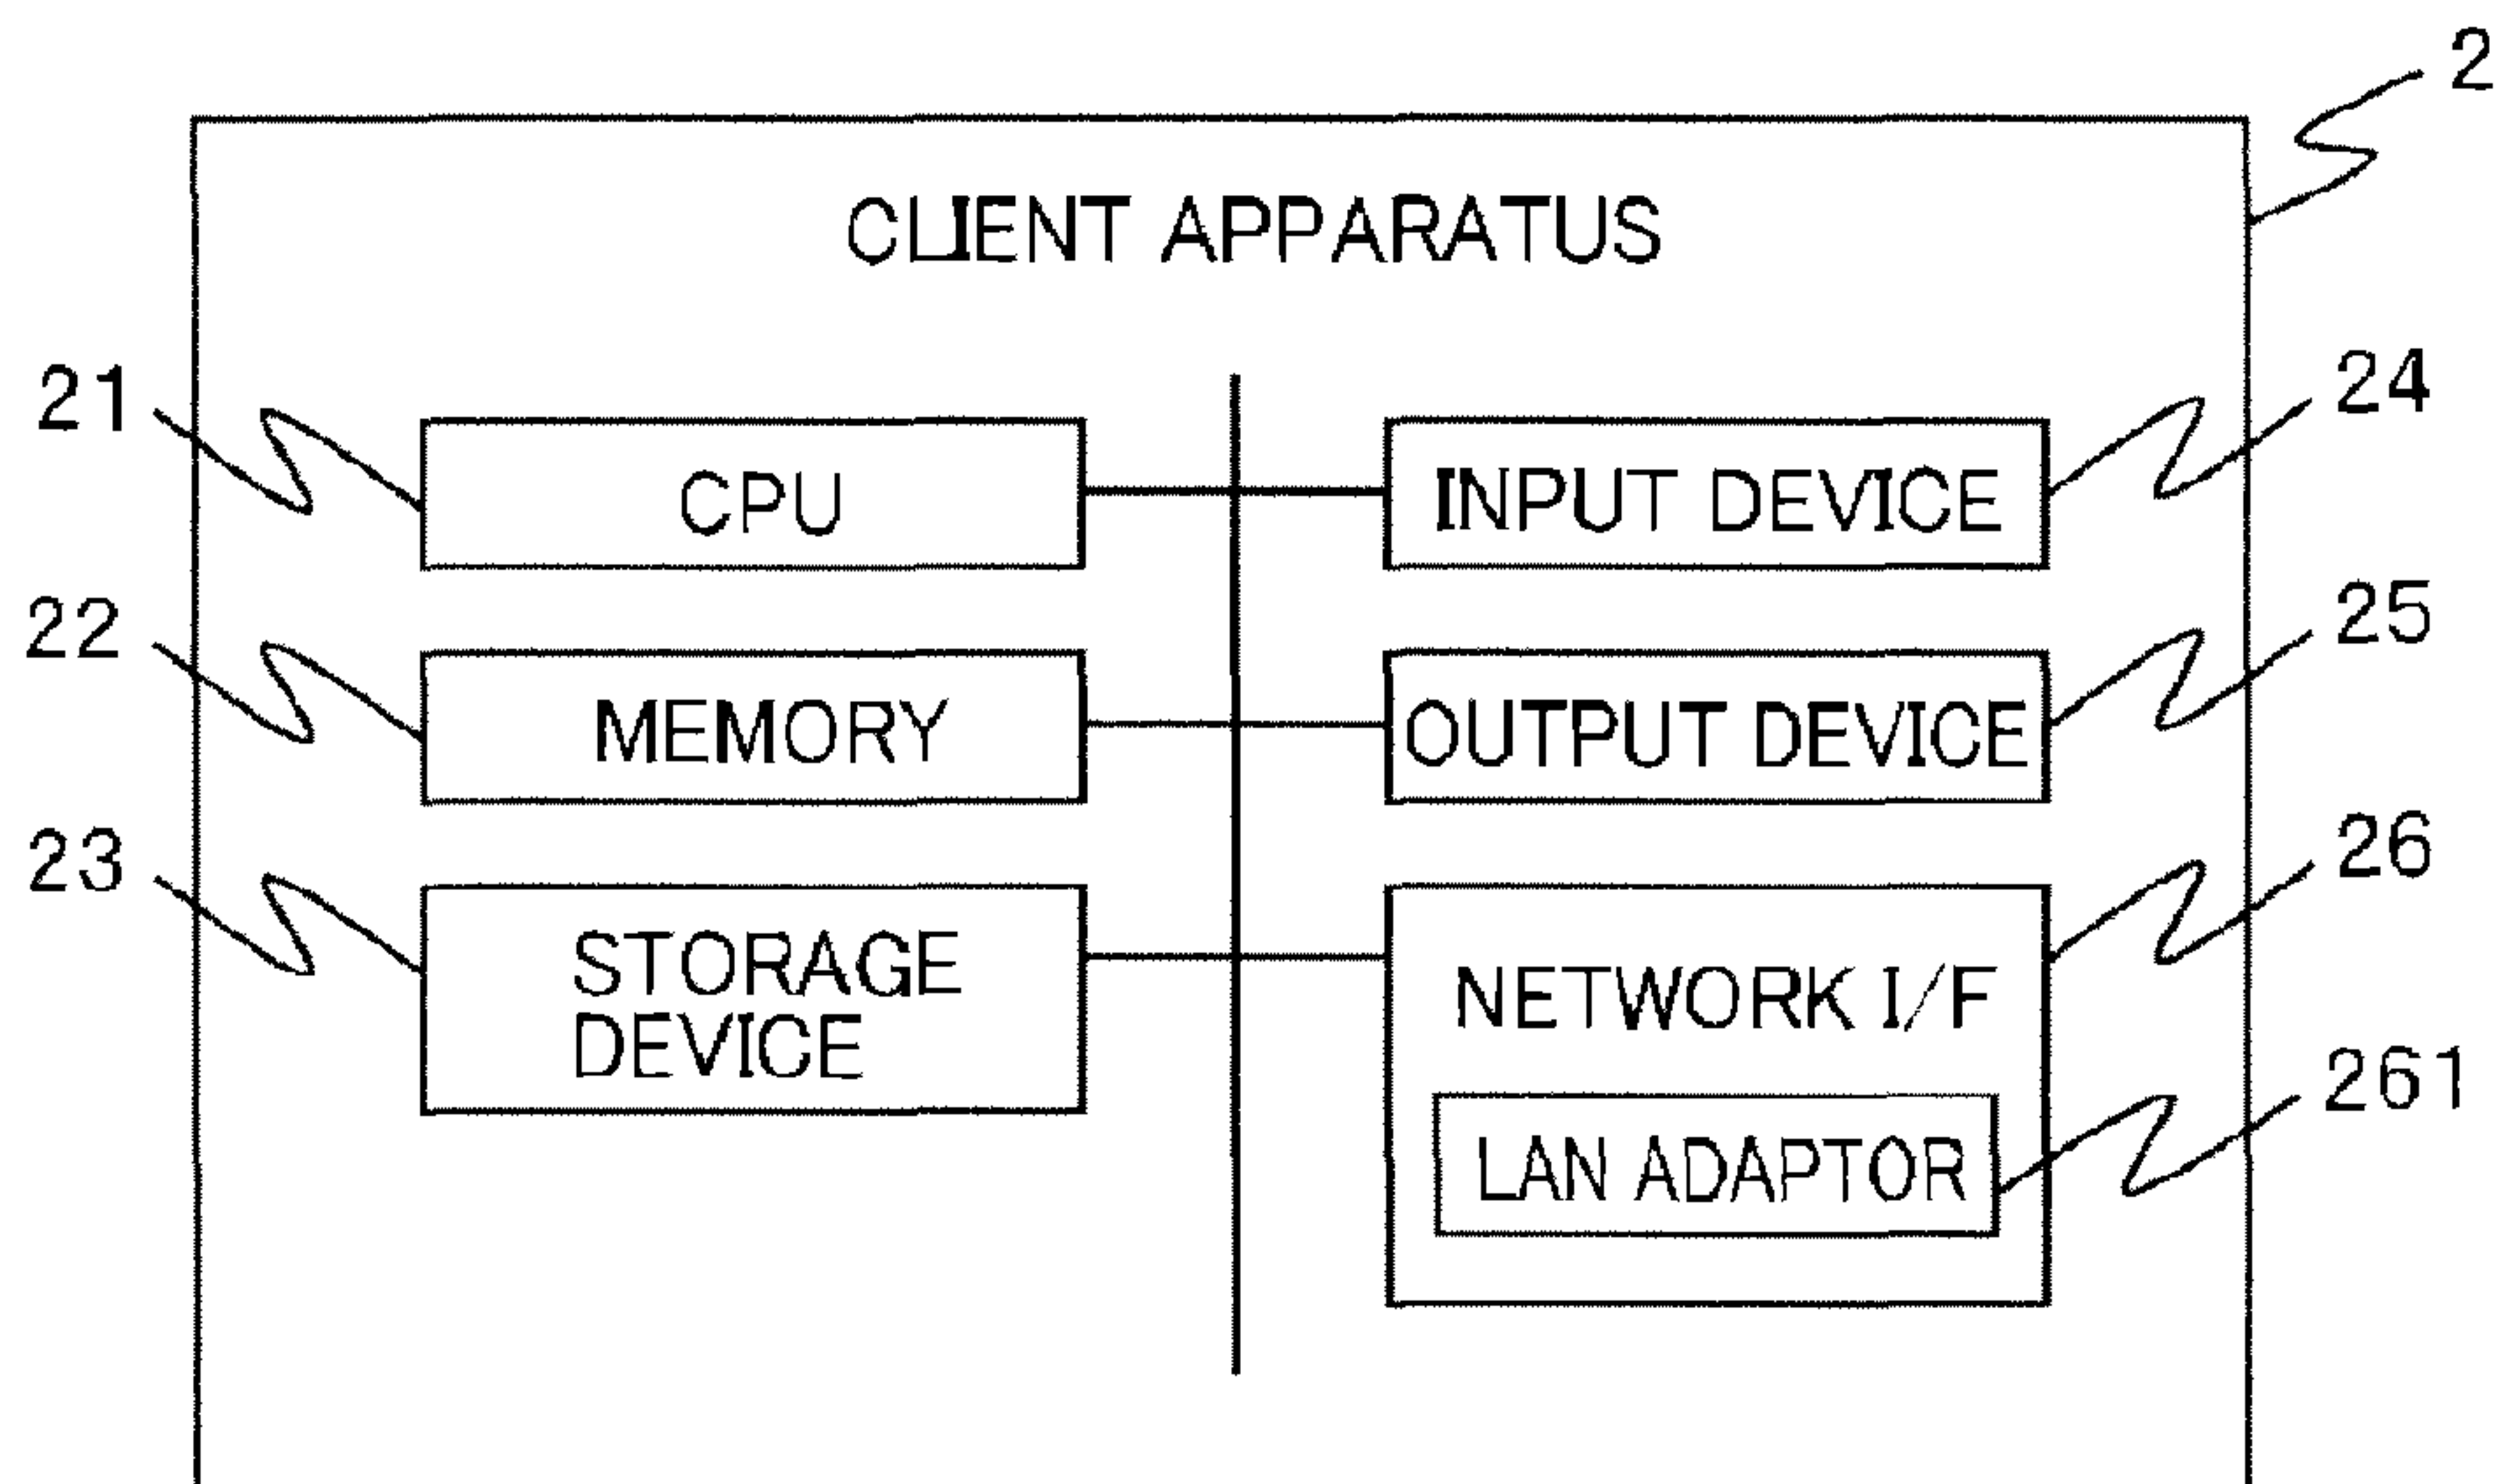 2
CLIENT APPARATUS
21
CPU
INPUT DEVICE
24
22
MEMORY
OUTPUT DEVICE
25
23
STORAGE
DEVICE
NETWORK I/F
26
LAN ADAPTOR
261